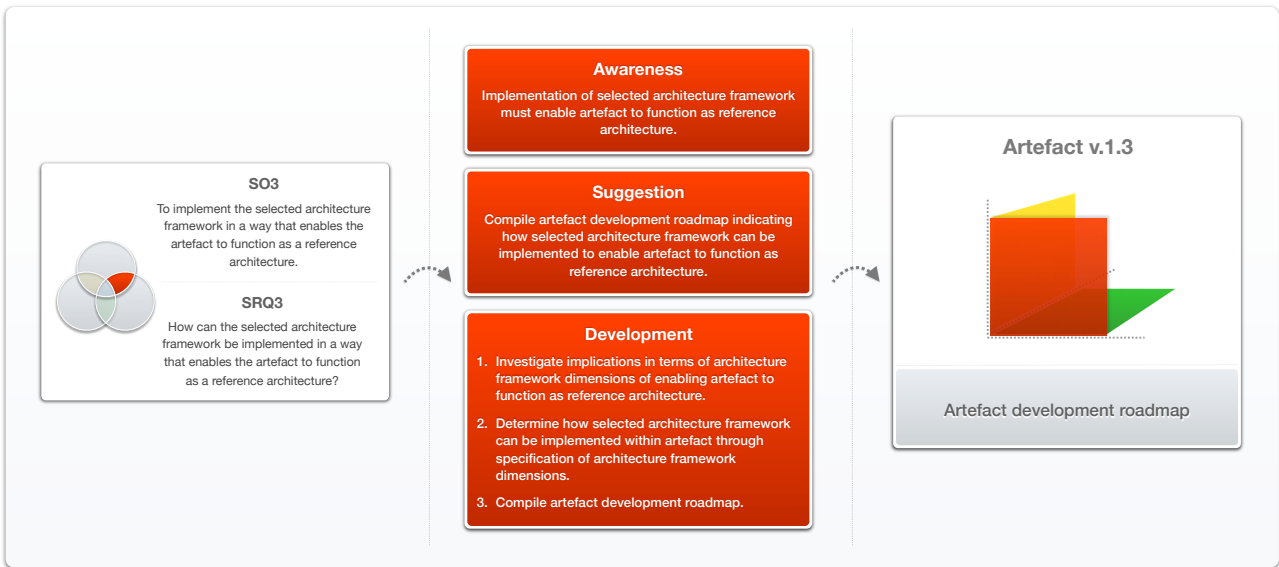 SO3
To implement the selected architecture
framework in a way that enables the
artefact to function as a reference
architecture.
SRQ3
How can the selected architecture
framework be implemented in a way
that enables the artefact to function
as a reference architecture?
Awareness
Implementation of selected architecture framework
must enable artefact to function as reference
architecture.
Suggestion
Compile artefact development roadmap indicating
how selected architecture framework can be
implemented to enable artefact to function as
reference architecture.
Development
1. Investigate implications in terms of architecture
framework dimensions of enabling artefact to
function as reference architecture.
2. Determine how selected architecture framework
can be implemented within artefact through
specification of architecture framework
dimensions.
3. Compile artefact development roadmap.
Artefact v.1.3
Artefact development roadmap